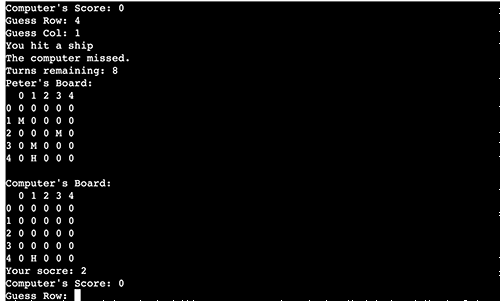 Computer's Score: 0
Guess Row: 4
Guess Col: 1
You hit a ship
The computer missed.
Turns remaining: 8
Peter's Board:
  0 1 2 3 4
0 0 0 0 0 0
1 M 0 0 0 0
2 0 0 0 M 0
3 0 M 0 0 0
4 0 H 0 0 0

Computer's Board:
  0 1 2 3 4
0 0 0 0 0 0
1 0 0 0 0 0
2 0 0 0 0 0
3 0 0 0 0 0
4 0 H 0 0 0
Your socre: 2
Computer's Score: 0
Guess Row: